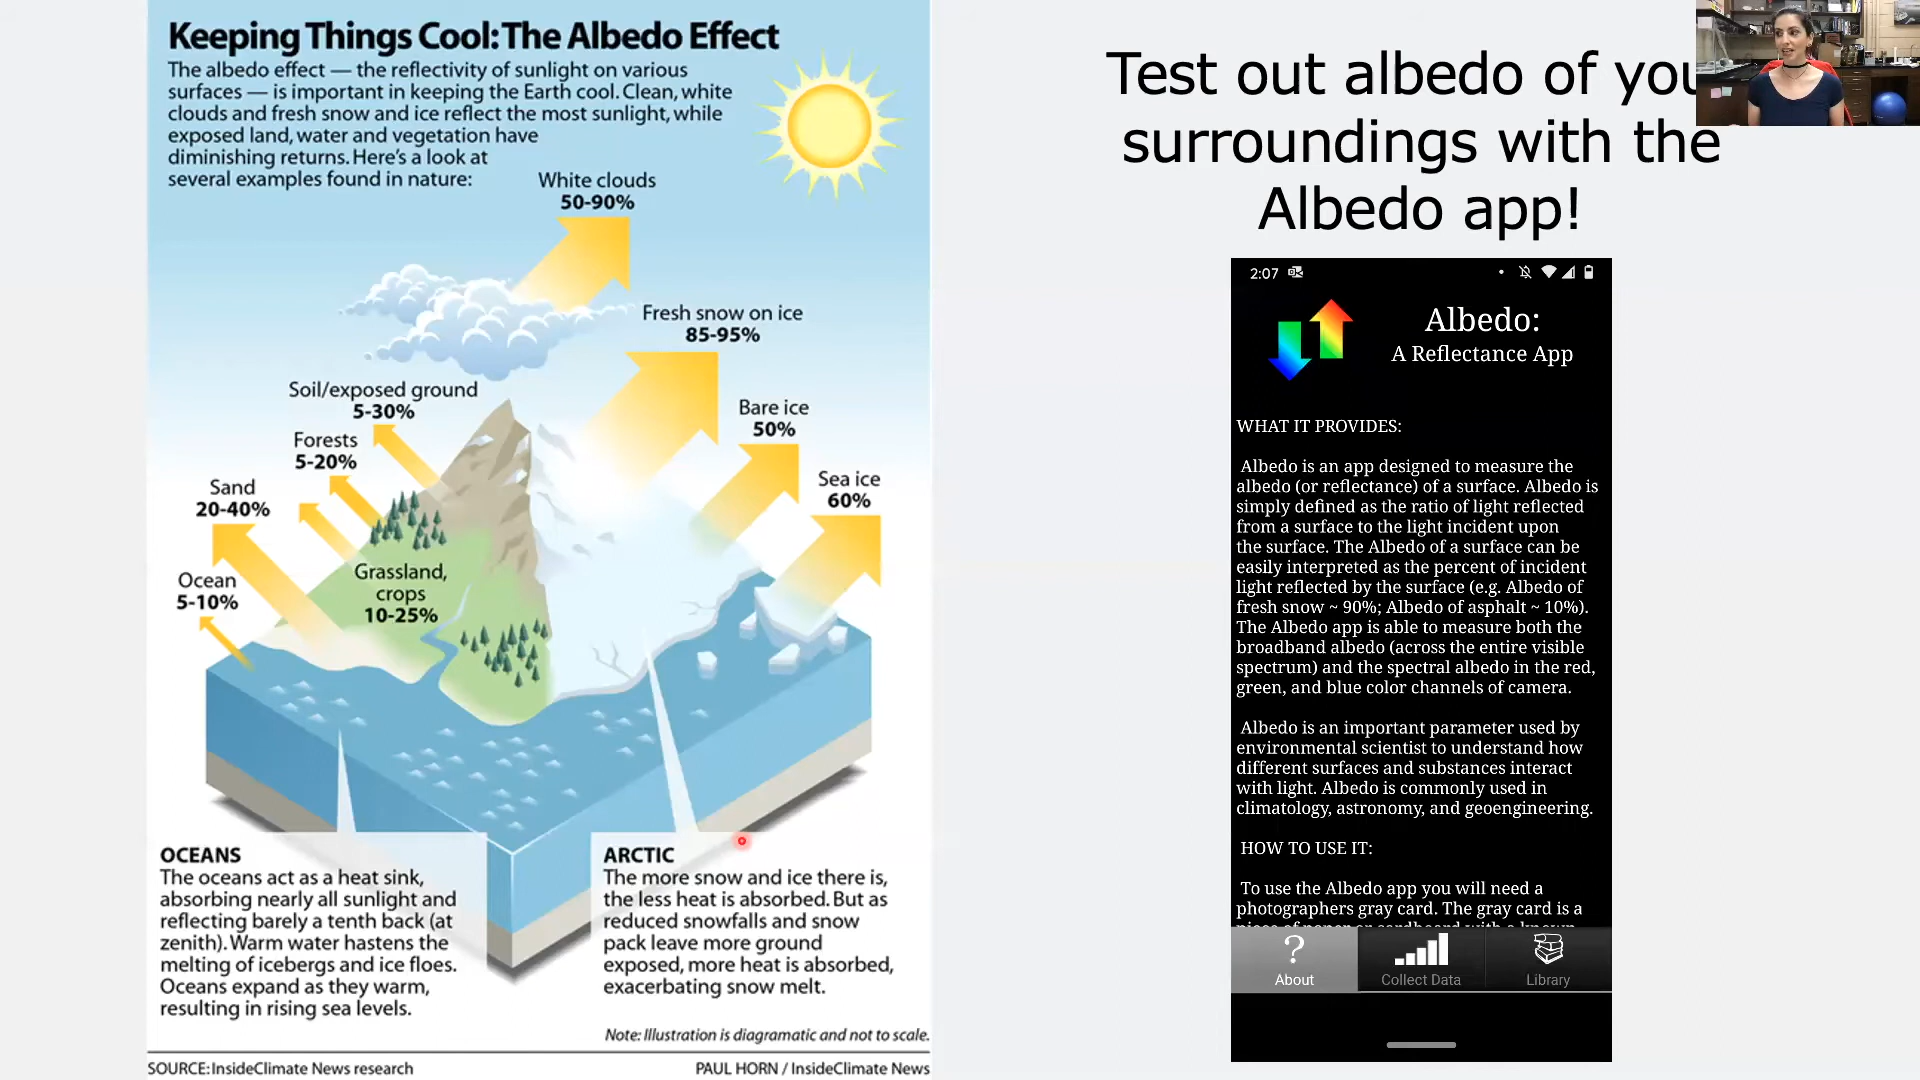 Keeping Things Cool: The Albedo Effect
The albedo effect — the reflectivity of sunlight on various
surfaces — is important in keeping the Earth cool. Clean, white
clouds and fresh snow and ice reflect the most sunlight, while
exposed land, water and vegetation have
diminishing returns. Here's a look at
several examples found in nature:
White clouds
50-90%
Fresh snow on ice
85-95%
Soil/exposed ground
5-30%
Bare ice
50%
Forests
5-20%
Sea ice
60%
Sand
20-40%
Grassland,
crops
10-25%
Ocean
5-10%
OCEANS
The oceans act as a heat sink,
absorbing nearly all sunlight and
reflecting barely a tenth back (at
zenith). Warm water hastens the
melting of icebergs and ice floes.
Oceans expand as they warm,
resulting in rising sea levels.
ARCTIC
The more snow and ice there is,
the less heat is absorbed. But as
reduced snowfalls and snow
pack leave more ground
exposed, more heat is absorbed,
exacerbating snow melt.
Note: Illustration is diagramatic and not to scale.
SOURCE: InsideClimate News research
PAUL HORN / InsideClimate News
Test out albedo of
surroundings with the
Albedo app!
2:07
Albedo:
A Reflectance App
WHAT IT PROVIDES:
Albedo is an app designed to measure the
albedo (or reflectance) of a surface. Albedo is
simply defined as the ratio of light reflected
from a surface to the light incident upon
the surface. The Albedo of a surface can be
easily interpreted as the percent of incident
light reflected by the surface (e.g. Albedo of
fresh snow ~ 90%; Albedo of asphalt ~ 10%).
The Albedo app is able to measure both the
broadband albedo (across the entire visible
spectrum) and the spectral albedo in the red,
green, and blue color channels of camera.
Albedo is an important parameter used by
environmental scientist to understand how
different surfaces and substances interact
with light. Albedo is commonly used in
climatology, astronomy, and geoengineering.
HOW TO USE IT:
To use the Albedo app you will need a
photographers gray card. The gray card is a
About
Collect Data
Library